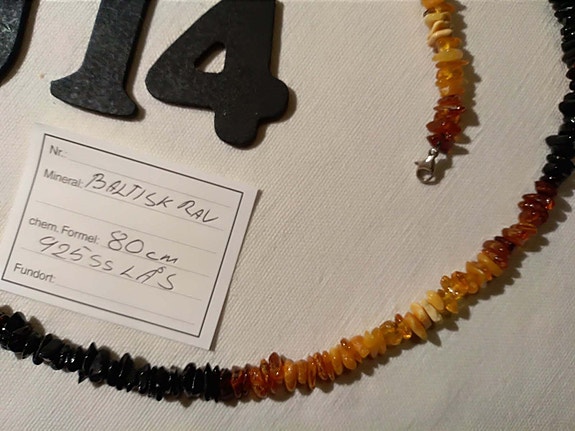 14
Nr.:
Mineral: BALTISK RAV
chem. Formel: 80 cm
925 SS LÅS
Fundort: